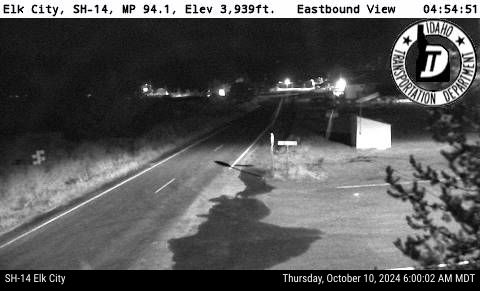 Elk City, SH-14, MP 94.1, Elev 3,939ft. Eastbound View 04:54:51
IDAHO
TRANSPORTATION DEPARTMENT
SH-14 Elk City Thursday, October 10, 2024 6:00:02 AM MDT